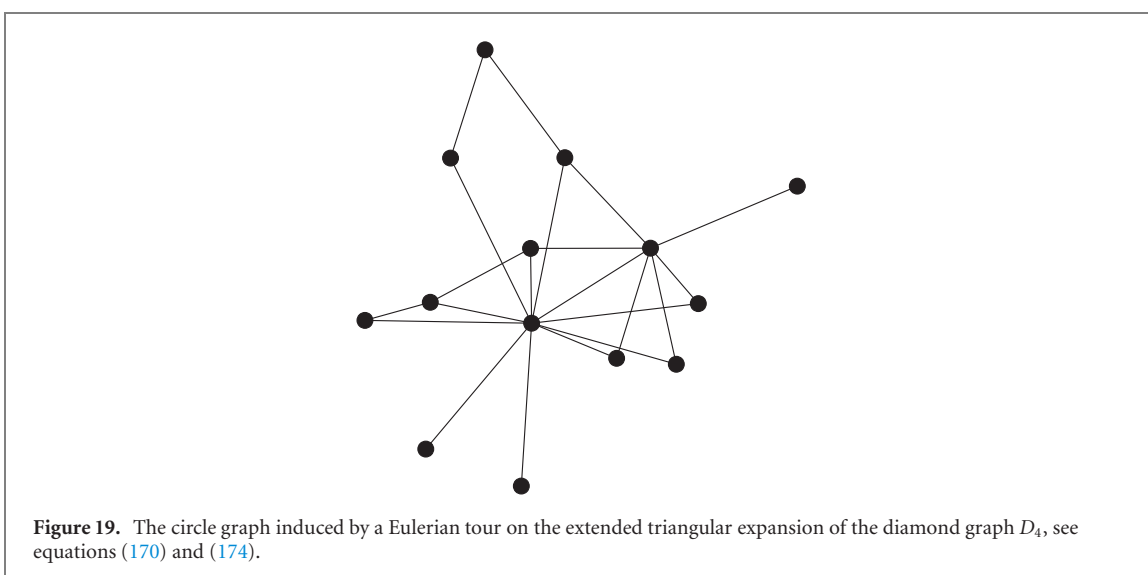 Figure 19. The circle graph induced by a Eulerian tour on the extended triangular expansion of the diamond graph D4, see
equations (170) and (174).